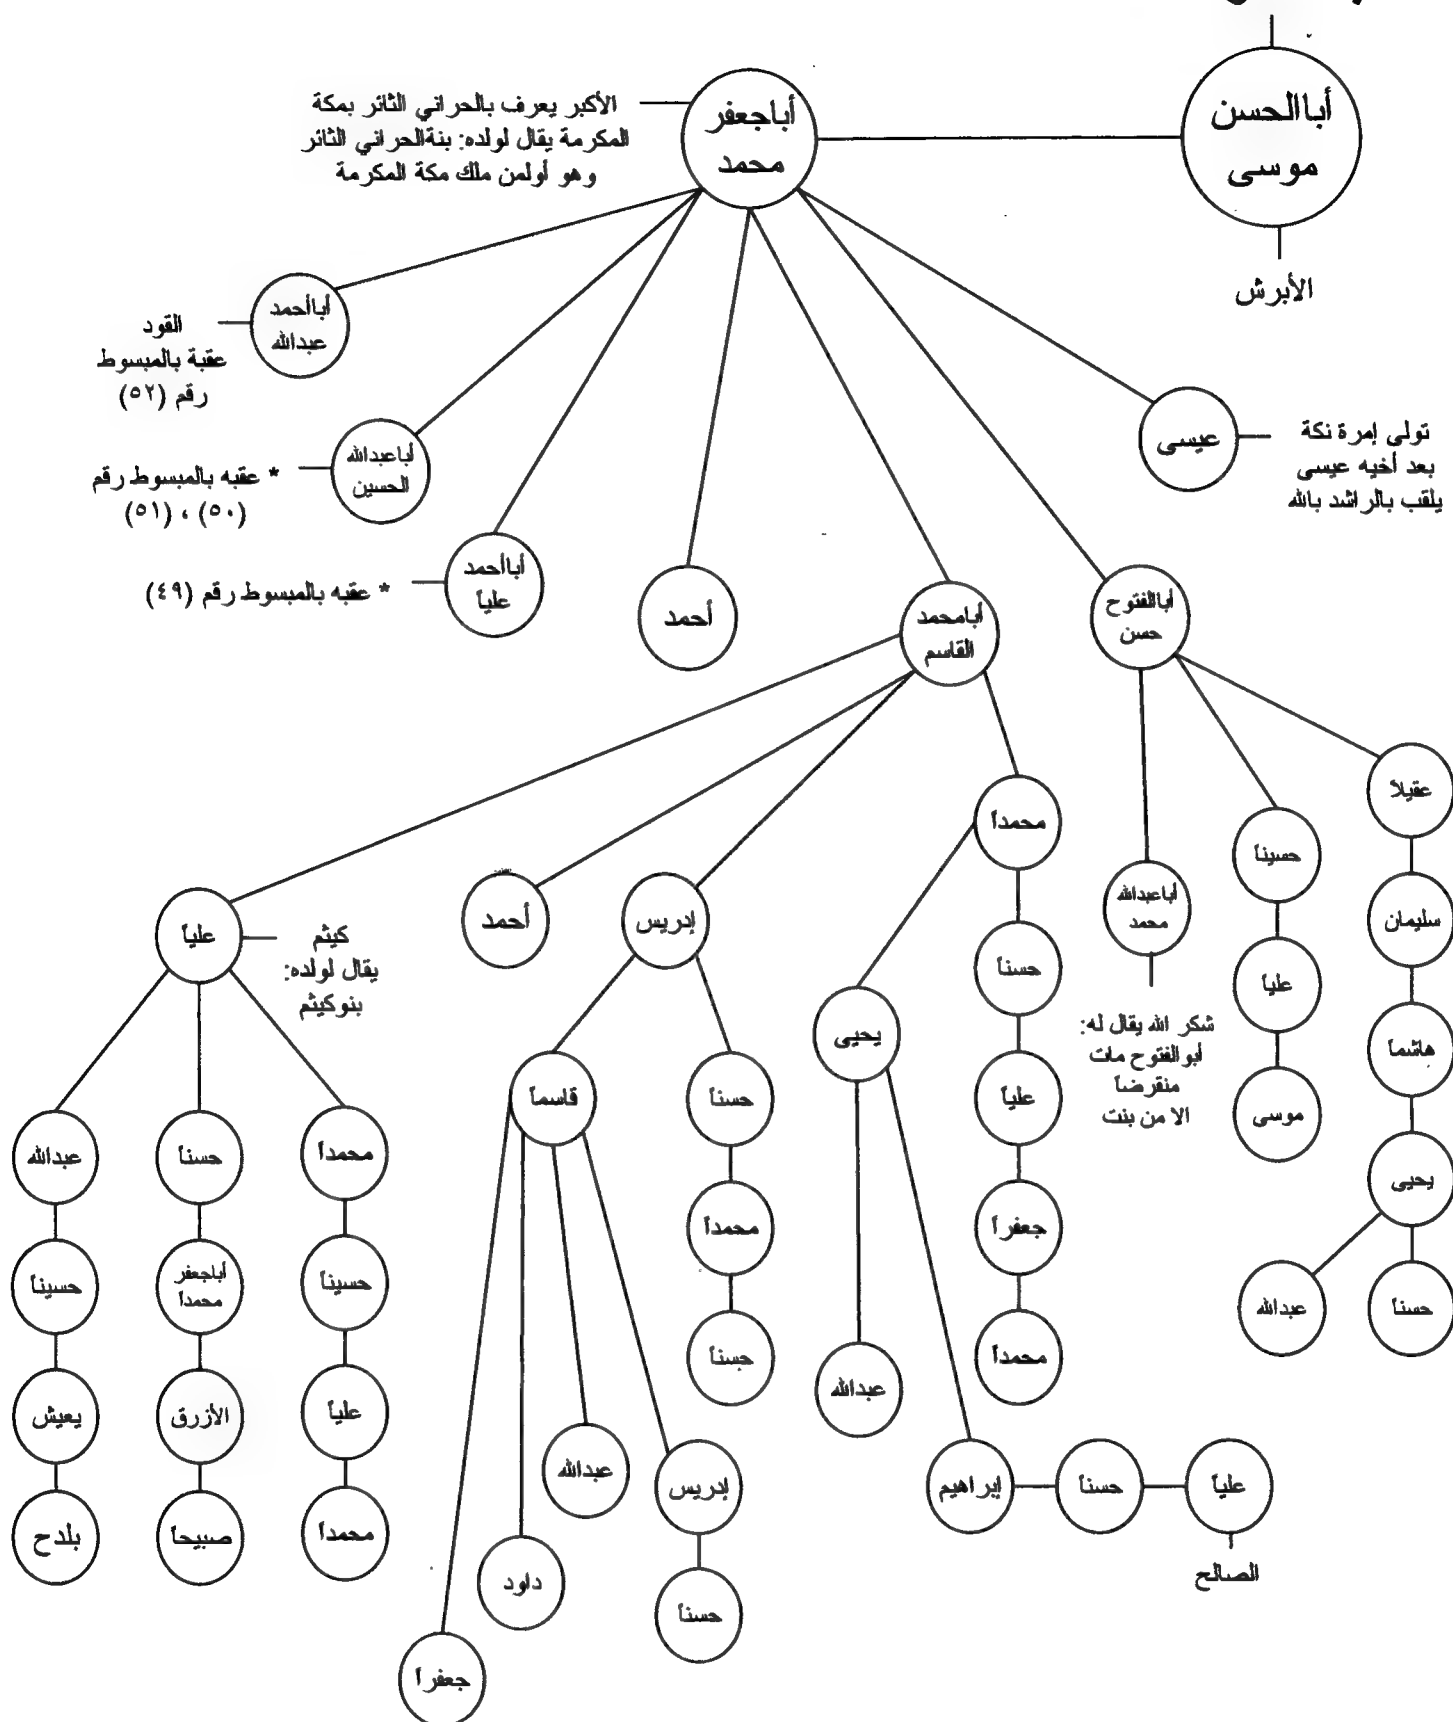 أباالحسن
موسى
الأبرش
أباجعفر
محمد
الأكبر يعرف بالحراني الثائر بمكة
المكرمة يقال لولده: بنةالحراني الثائر
وهو أولمن ملك مكة المكرمة
عيسى
تولى إمرة نكة
بعد أخيه عيسى
يلقب بالراشد بالله
أباالفتوح
حسن
أبامحمد
القاسم
أحمد
أباأحمد
علياً
* عقبه بالمبسوط رقم (٤٩)
أباعبدالله
الحسين
* عقبه بالمبسوط رقم
(٥٠) ، (٥١)
أباأحمد
عبدالله
القود
عقبة بالمبسوط
رقم (٥٢)
عقيلاً
سليمان
هاشماً
يحيى
حسناً
عبدالله
حسيناً
علياً
موسى
أباعبدالله
محمد
شكر الله يقال له:
أبوالفتوح مات
منقرضاً
الا من بنت
محمداً
حسناً
علياً
جعفراً
محمداً
يحيى
عبدالله
إبراهيم
حسناً
علياً
الصالح
إدريس
حسناً
محمداً
حسناً
قاسماً
إدريس
حسناً
عبدالله
داود
جعفراً
أحمد
علياً
كيثم
يقال لولده:
بنوكيثم
محمداً
حسيناً
علياً
محمداً
حسناً
أباجعفر
محمداً
الأزرق
صبيحاً
عبدالله
حسيناً
يعيش
بلدح